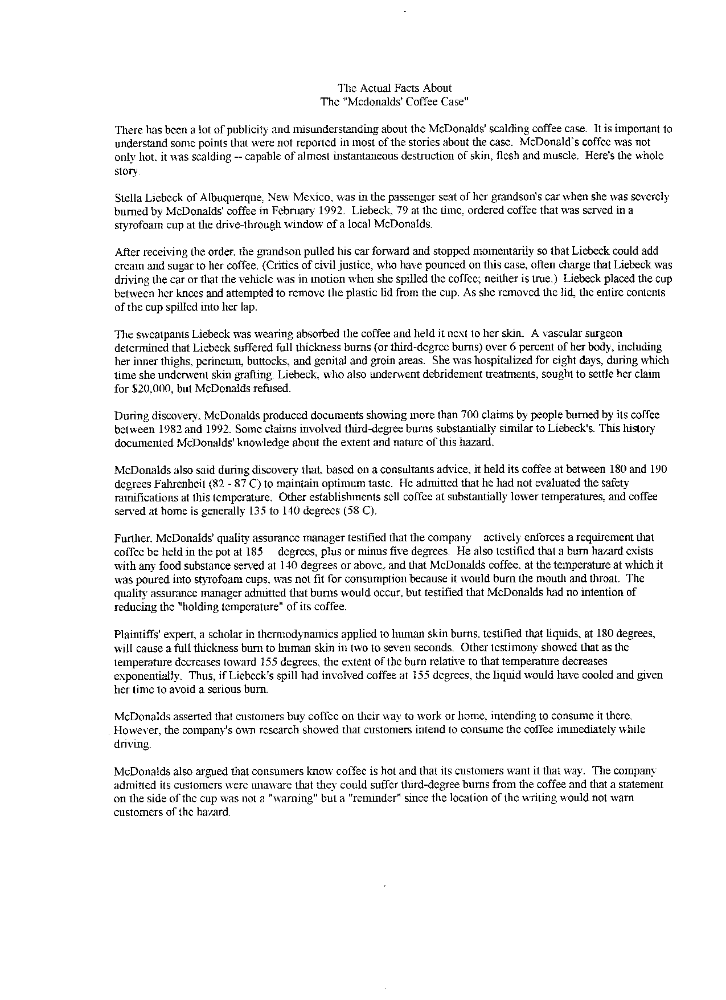 The Actual Facts About
The "Mcdonalds' Coffee Case"
There has been a lot of publicity and misunderstanding about the McDonalds' scalding coffee case. It is important to
understand some points that were not reported in most of the stories about the case. McDonald's coffee was not
only hot, it was scalding -- capable of almost instantaneous destruction of skin, flesh and muscle. Here's the whole
story.
Stella Liebeck of Albuquerque, New Mexico, was in the passenger seat of her grandson's car when she was severely
burned by McDonalds' coffee in February 1992. Liebeck, 79 at the time, ordered coffee that was served in a
styrofoam cup at the drive-through window of a local McDonalds.
After receiving the order, the grandson pulled his car forward and stopped momentarily so that Liebeck could add
cream and sugar to her coffee. (Critics of civil justice, who have pounced on this case, often charge that Liebeck was
driving the car or that the vehicle was in motion when she spilled the coffee; neither is true.) Liebeck placed the cup
between her knees and attempted to remove the plastic lid from the cup. As she removed the lid, the entire contents
of the cup spilled into her lap.
The sweatpants Liebeck was wearing absorbed the coffee and held it next to her skin. A vascular surgeon
determined that Liebeck suffered full thickness burns (or third-degree burns) over 6 percent of her body, including
her inner thighs, perineum, buttocks, and genital and groin areas. She was hospitalized for eight days, during which
time she underwent skin grafting. Liebeck, who also underwent debridement treatments, sought to settle her claim
for $20,000, but McDonalds refused.
During discovery, McDonalds produced documents showing more than 700 claims by people burned by its coffee
between 1982 and 1992. Some claims involved third-degree burns substantially similar to Liebeck's. This history
documented McDonalds' knowledge about the extent and nature of this hazard.
McDonalds also said during discovery that, based on a consultants advice, it held its coffee at between 180 and 190
degrees Fahrenheit (82 - 87 C) to maintain optimum taste. He admitted that he had not evaluated the safety
ramifications at this temperature. Other establishments sell coffee at substantially lower temperatures, and coffee
served at home is generally 135 to 140 degrees (58 C).
Further, McDonalds' quality assurance manager testified that the company actively enforces a requirement that
coffee be held in the pot at 185 degrees, plus or minus five degrees. He also testified that a burn hazard exists
with any food substance served at 140 degrees or above, and that McDonalds coffee, at the temperature at which it
was poured into styrofoam cups, was not fit for consumption because it would burn the mouth and throat. The
quality assurance manager admitted that burns would occur, but testified that McDonalds had no intention of
reducing the "holding temperature" of its coffee.
Plaintiffs' expert, a scholar in thermodynamics applied to human skin burns, testified that liquids, at 180 degrees,
will cause a full thickness burn to human skin in two to seven seconds. Other testimony showed that as the
temperature decreases toward 155 degrees, the extent of the burn relative to that temperature decreases
exponentially. Thus, if Liebeck's spill had involved coffee at 155 degrees, the liquid would have cooled and given
her time to avoid a serious burn.
McDonalds asserted that customers buy coffee on their way to work or home, intending to consume it there.
However, the company's own research showed that customers intend to consume the coffee immediately while
driving.
McDonalds also argued that consumers know coffee is hot and that its customers want it that way. The company
admitted its customers were unaware that they could suffer third-degree burns from the coffee and that a statement
on the side of the cup was not a "warning" but a "reminder" since the location of the writing would not warn
customers of the hazard.